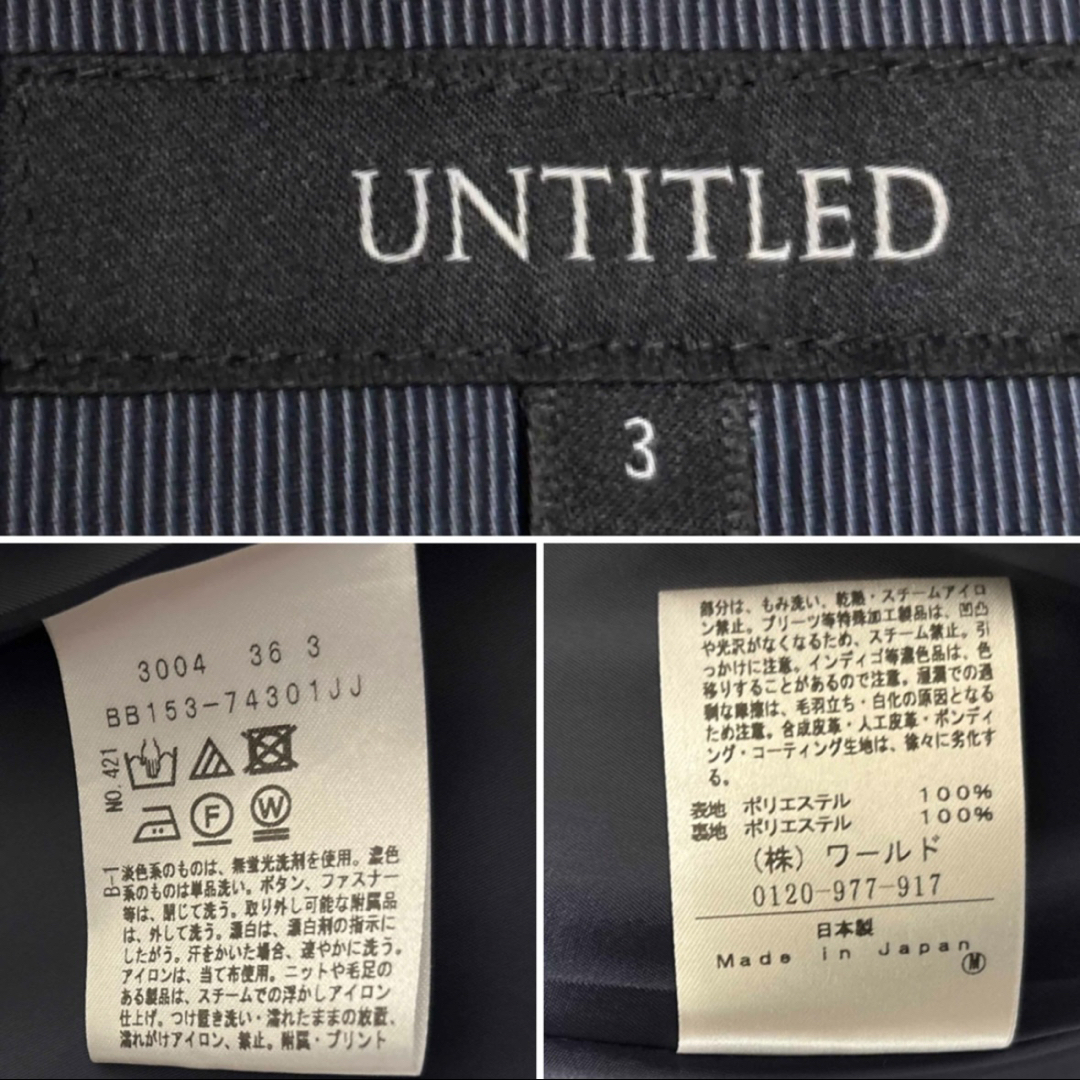 UNTITLED
3
3004 36 3
BB153-74301JJ
NO.421
F W
B-1
淡色系のものは、無蛍光洗剤を使用。濃色
系のものは単品洗い。ボタン、ファスナー
等は、閉じて洗う。取り外し可能な附属品
は、外して洗う。漂白は、漂白剤の指示に
したがう。汗をかいた場合、速やかに洗う。
アイロンは、当て布使用。ニットや毛足の
ある製品は、スチームでの浮かしアイロン
仕上げ。つけ置き洗い・濡れたままの放置、
濡れがけアイロン、禁止。附属・プリント
部分は、もみ洗い、乾熱・スチームアイロ
ン禁止。プリーツ等特殊加工製品は、凹凸
や光沢がなくなるため、スチーム禁止。引
っかけに注意。インディゴ等濃色品は、色
移りすることがあるので注意。湿潤での過
剰な摩擦は、毛羽立ち・白化の原因となる
ため注意。合成皮革・人工皮革・ボンディ
ング・コーティング生地は、徐々に劣化す
る。
表地 ポリエステル 100%
裏地 ポリエステル 100%
(株) ワールド
0120-977-917
日本製
Made in Japan
M